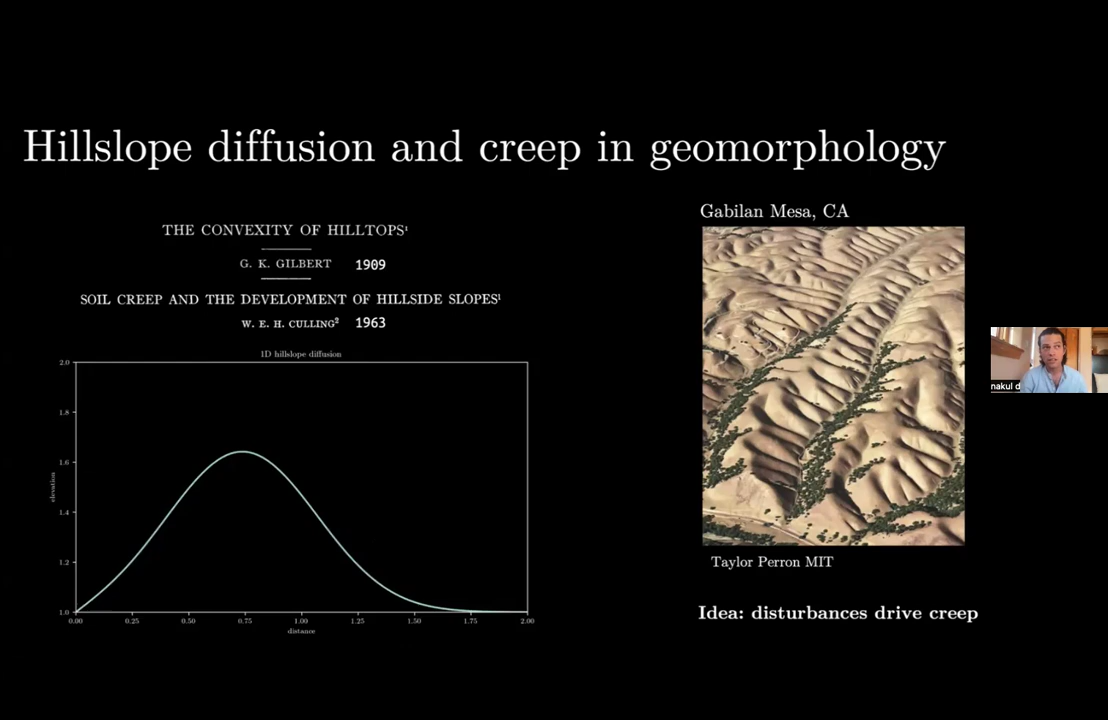 Hillslope diffusion and creep in geomorphology
THE CONVEXITY OF HILLTOPS¹
G. K. GILBERT 1909
SOIL CREEP AND THE DEVELOPMENT OF HILLSIDE SLOPES¹
W. E. H. CULLING² 1963
1D hillslope diffusion
2.0
1.8
1.6
1.4
1.2
1.0
elevation
0.00 0.25 0.50 0.75 1.00 1.25 1.50 1.75 2.00
distance
Gabilan Mesa, CA
Taylor Perron MIT
Idea: disturbances drive creep
nakul d